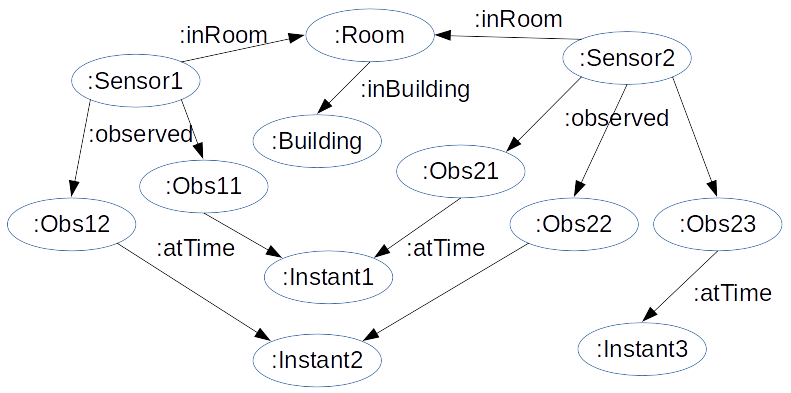 :inRoom
:Room
:inRoom
:Sensor1
:Sensor2
:inBuilding
:observed
:Building
:observed
:Obs11
:Obs21
:Obs12
:Obs22
:Obs23
:atTime
:atTime
:Instant1
:atTime
:Instant2
:Instant3